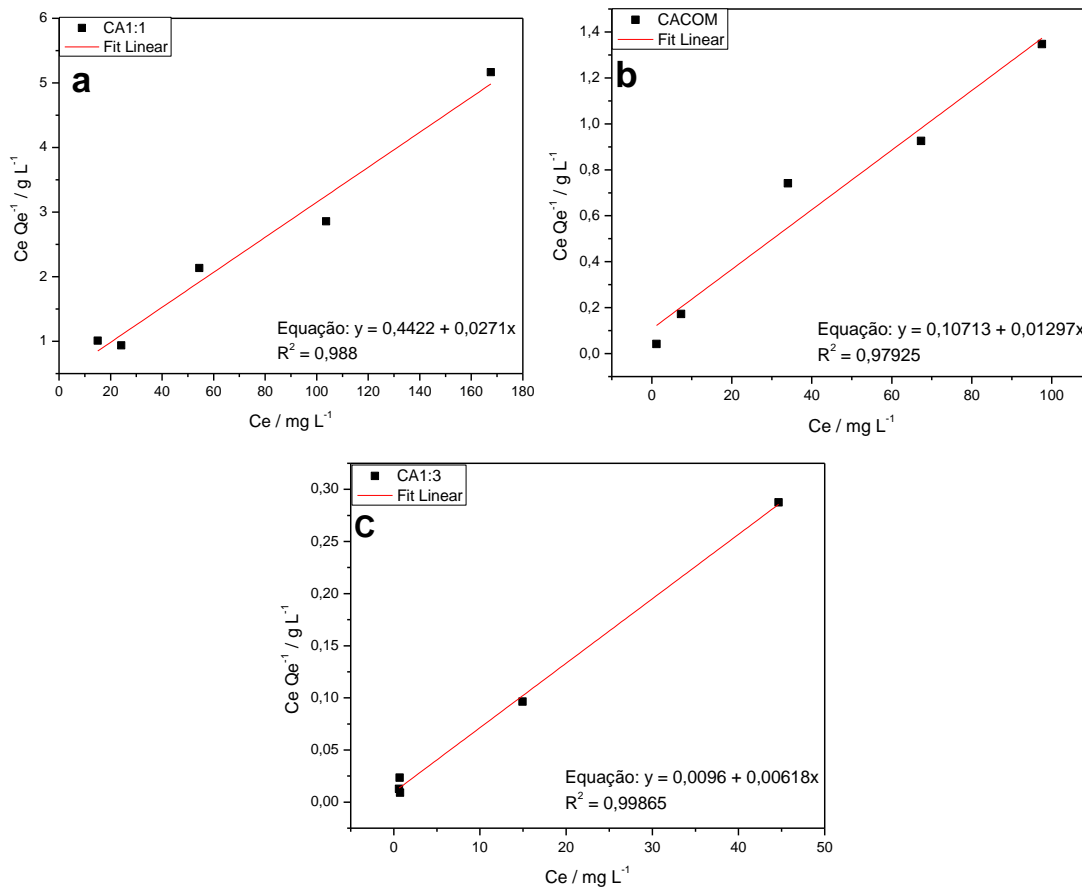 CA1:1
Fit Linear
a
Ce Qe⁻¹ / g L⁻¹
6
5
4
3
2
1
Equação: y = 0,4422 + 0,0271x
R² = 0,988
0 20 40 60 80 100 120 140 160 180
Ce / mg L⁻¹
CACOM
Fit Linear
b
Ce Qe⁻¹ / g L⁻¹
1,4
1,2
1,0
0,8
0,6
0,4
0,2
0,0
Equação: y = 0,10713 + 0,01297x
R² = 0,97925
0 20 40 60 80 100
Ce / mg L⁻¹
CA1:3
Fit Linear
C
Ce Qe⁻¹ / g L⁻¹
0,30
0,25
0,20
0,15
0,10
0,05
0,00
Equação: y = 0,0096 + 0,00618x
R² = 0,99865
0 10 20 30 40 50
Ce / mg L⁻¹